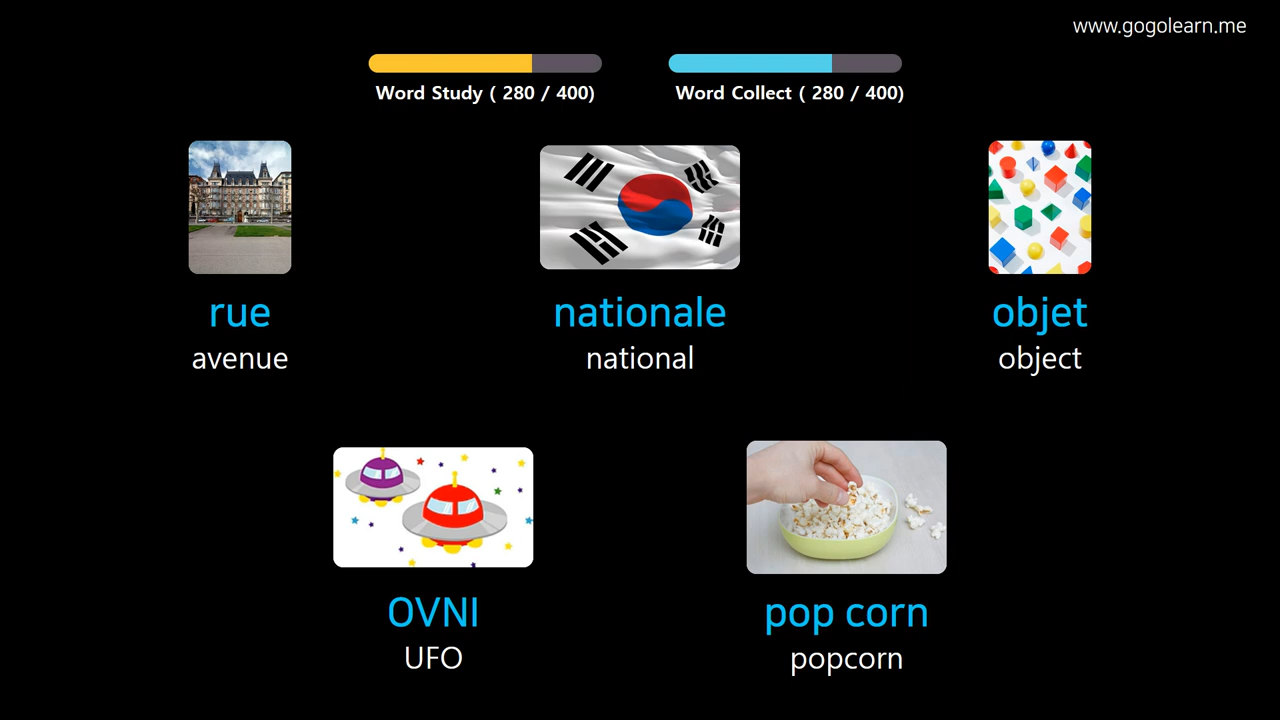 www.gogolearn.me
Word Study ( 280 / 400)
Word Collect ( 280 / 400)
rue
avenue
nationale
national
objet
object
OVNI
UFO
pop corn
popcorn